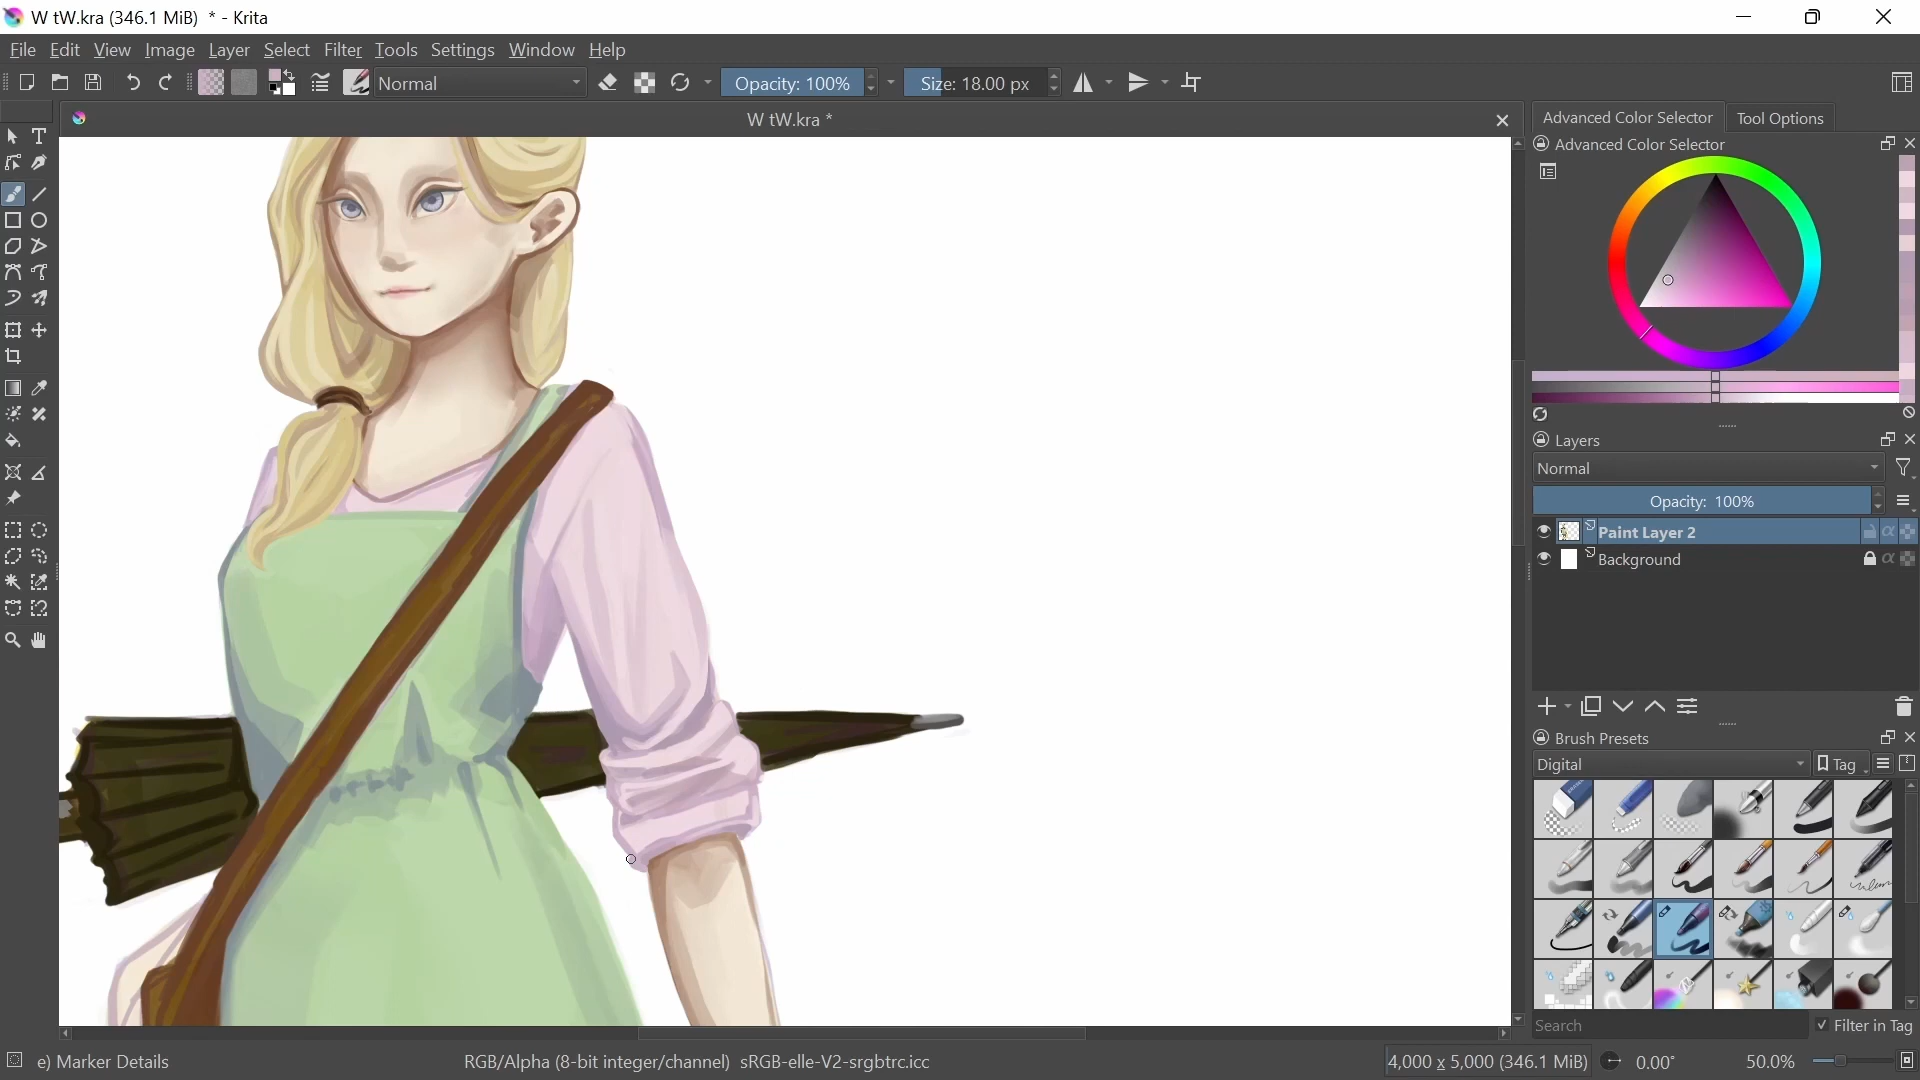 W tW.kra (346.1 MiB) * - Krita
File Edit View Image Layer Select Filter Tools Settings Window Help
Normal Opacity: 100% Size: 18.00 px
W tW.kra *
Advanced Color Selector Tool Options
Advanced Color Selector
Layers
Normal
Opacity: 100%
Paint Layer 2
Background
Brush Presets
Digital Tag
Search Filter in Tag
e) Marker Details RGB/Alpha (8-bit integer/channel) sRGB-elle-V2-srgbtrc.icc 4,000 x 5,000 (346.1 MiB) 0.00° 50.0%